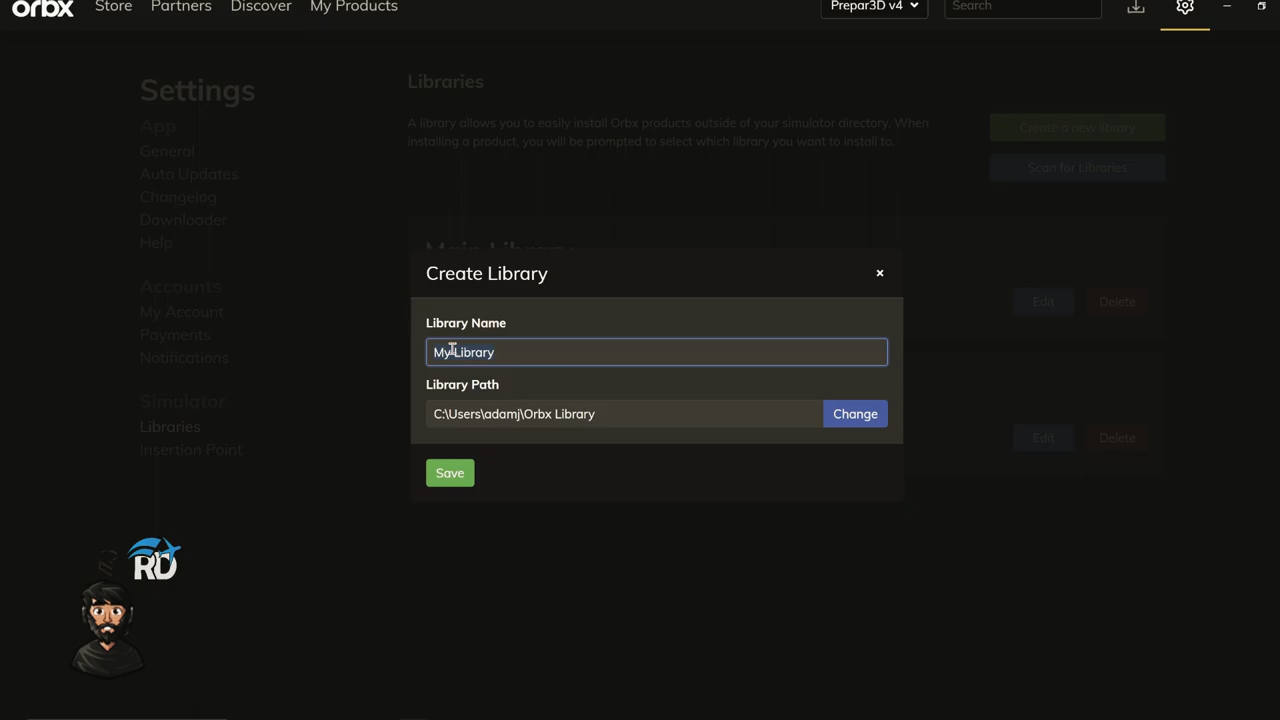 orbx
Store
Partners
Discover
My Products
Prepar3D v4
Search
Settings
App
General
Auto Updates
Changelog
Downloader
Help
Accounts
My Account
Payments
Notifications
Simulator
Libraries
Insertion Point
Libraries
A library allows you to easily install Orbx products outside of your simulator directory. When
installing a product, you will be prompted to select which library you want to install to.
Create a new library
Scan for Libraries
Main Library
Edit
Delete
Edit
Delete
Create Library
×
Library Name
My Library
Library Path
C:\Users\adamj\Orbx Library
Change
Save
RD